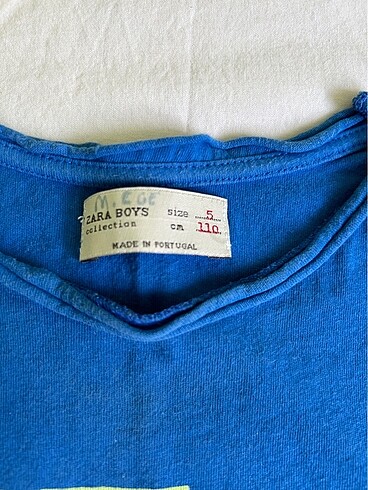 M. EGE
ZARA BOYS size 5
collection cm 110
MADE IN PORTUGAL